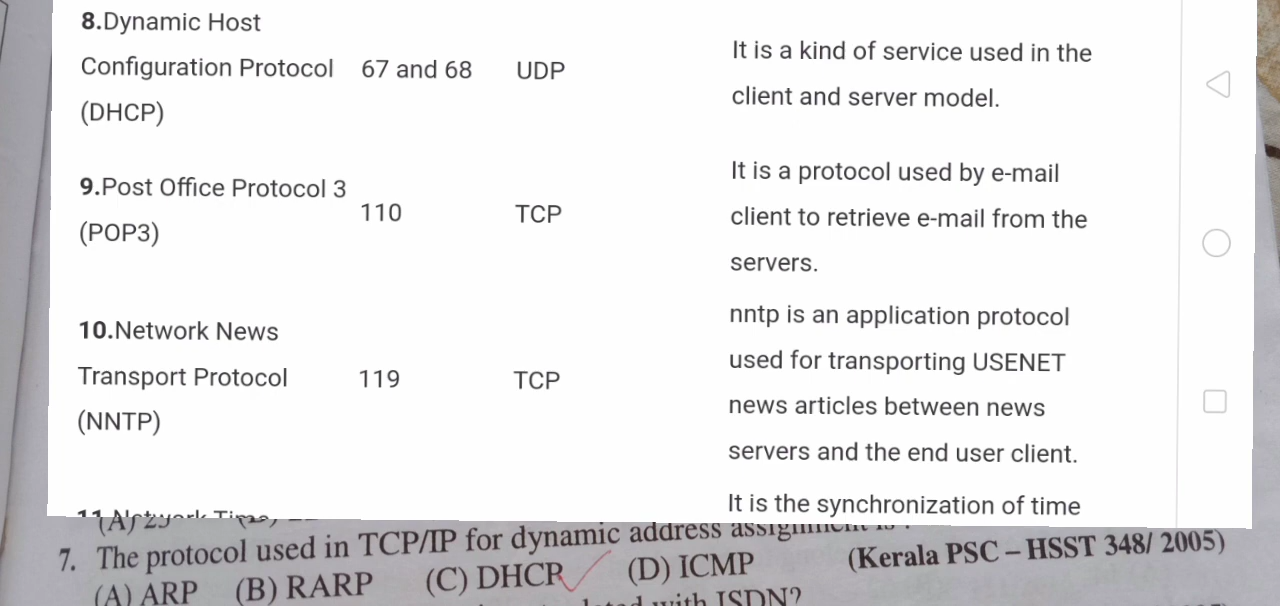 8.Dynamic Host
Configuration Protocol 67 and 68 UDP
(DHCP)
It is a kind of service used in the
client and server model.
9.Post Office Protocol 3
110 TCP
(POP3)
It is a protocol used by e-mail
client to retrieve e-mail from the
servers.
10.Network News
Transport Protocol 119 TCP
(NNTP)
nntp is an application protocol
used for transporting USENET
news articles between news
servers and the end user client.
It is the synchronization of time
7. The protocol used in TCP/IP for dynamic address assignment is
(Kerala PSC – HSST 348/ 2005)
(A) ARP (B) RARP (C) DHCP (D) ICMP
with ISDN?